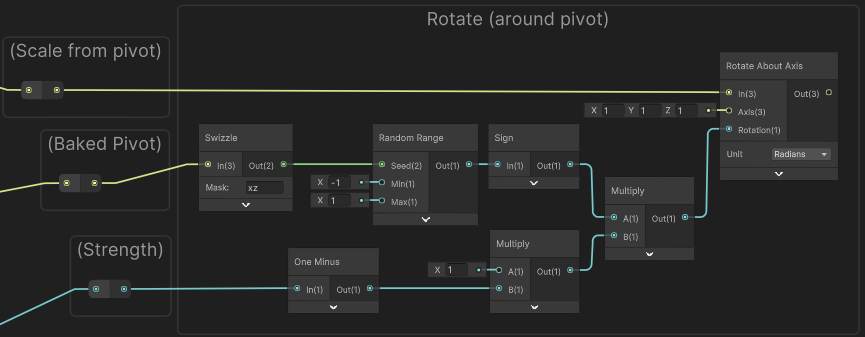 Rotate (around pivot)
(Scale from pivot)
Rotate About Axis
In(3) Out(3)
X 1 Y 1 Z 1 Axis(3)
Rotation(1)
Unit Radians
(Baked Pivot)
Swizzle
In(3) Out(2)
Mask: xz
Random Range
Seed(2) Out(1)
X -1 Min(1)
X 1 Max(1)
Sign
In(1) Out(1)
Multiply
A(1) Out(1)
B(1)
(Strength)
One Minus
In(1) Out(1)
Multiply
X 1 A(1) Out(1)
B(1)